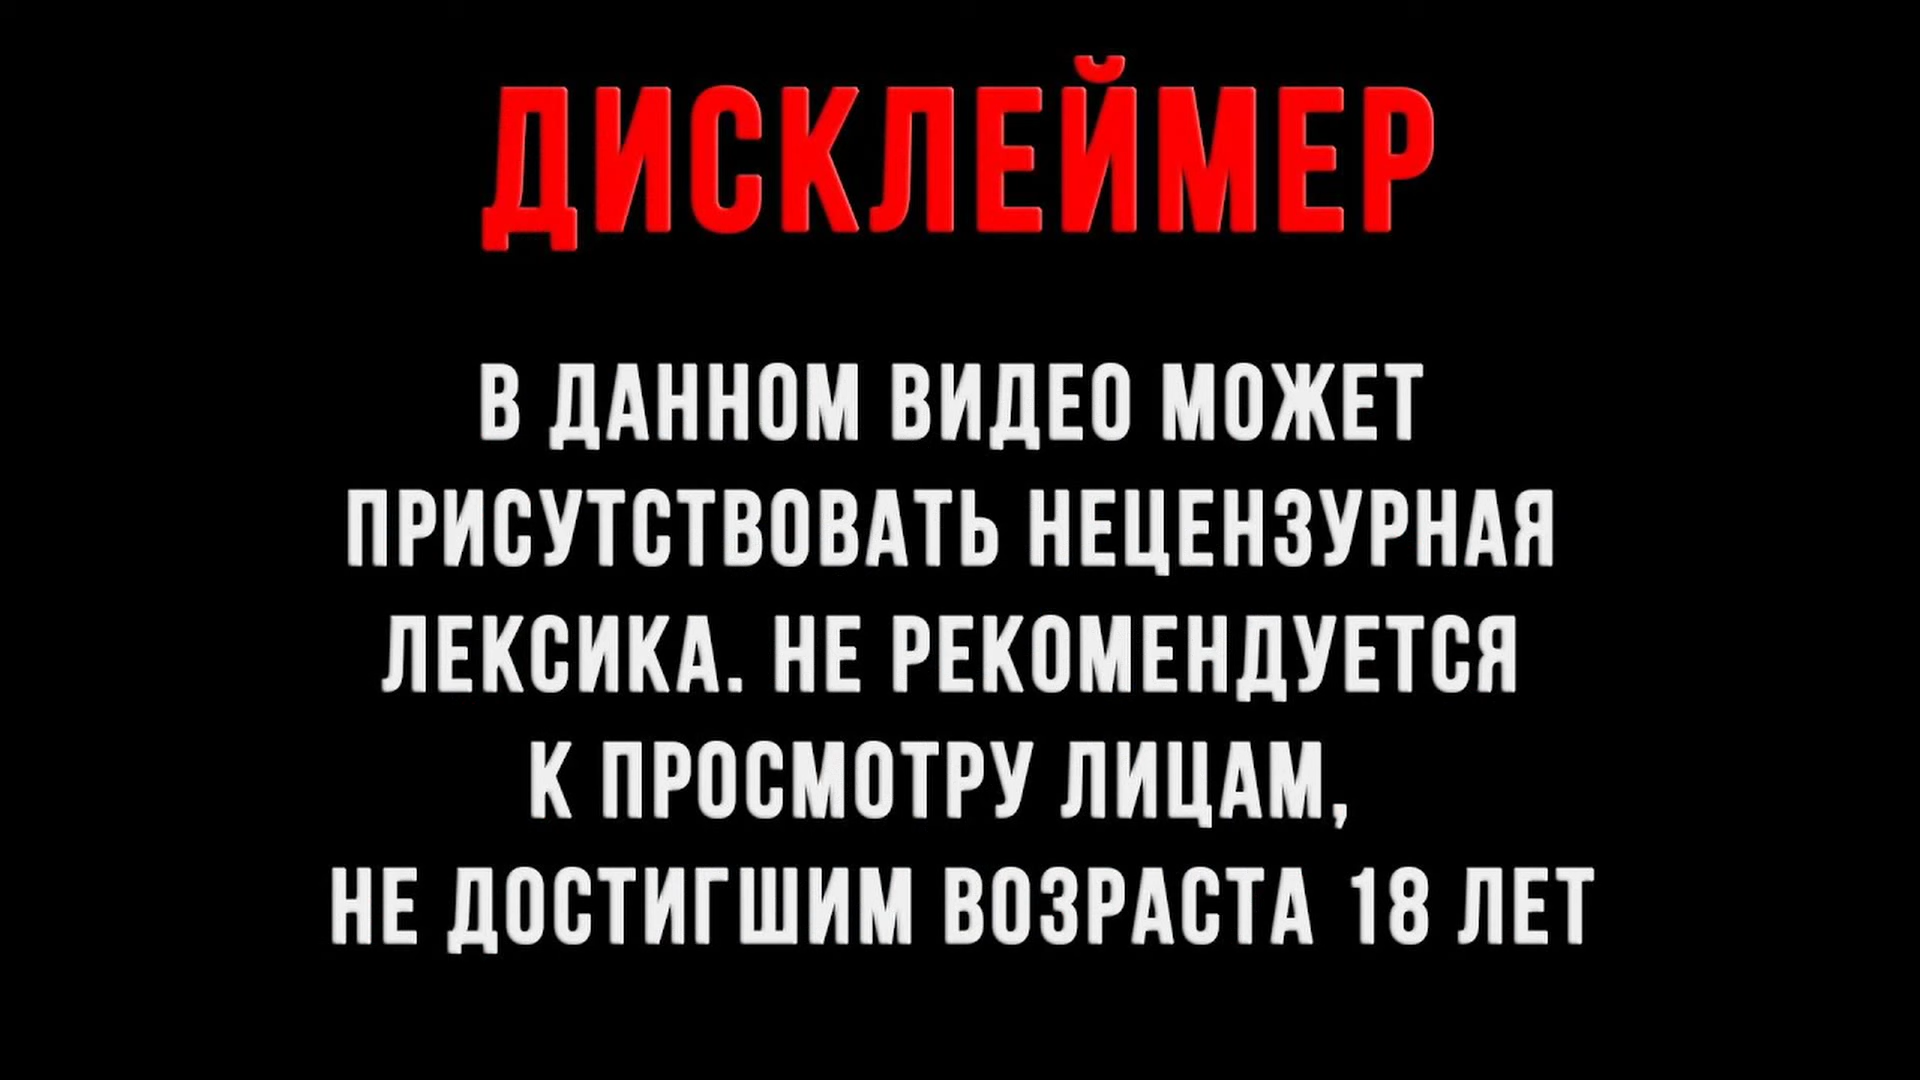 ДИСКЛЕЙМЕР
В ДАННОМ ВИДЕО МОЖЕТ
ПРИСУТСТВОВАТЬ НЕЦЕНЗУРНАЯ
ЛЕКСИКА. НЕ РЕКОМЕНДУЕТСЯ
К ПРОСМОТРУ ЛИЦАМ,
НЕ ДОСТИГШИМ ВОЗРАСТА 18 ЛЕТ